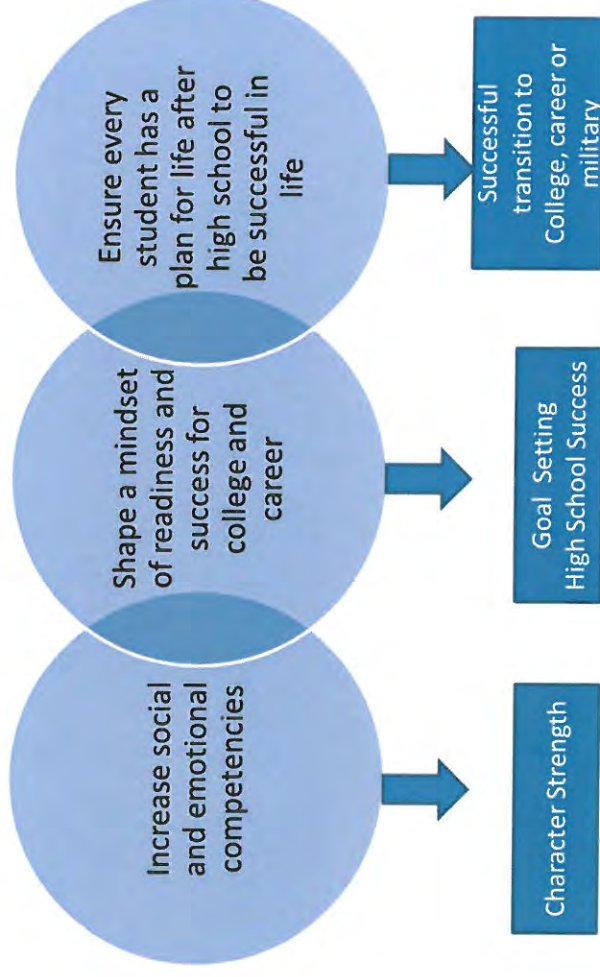 Increase social
and emotional
competencies
Shape a mindset
of readiness and
success for
college and
career
Ensure every
student has a
plan for life after
high school to
be successful in
life
Character Strength
Goal Setting
High School Success
Successful
transition to
College, career or
military